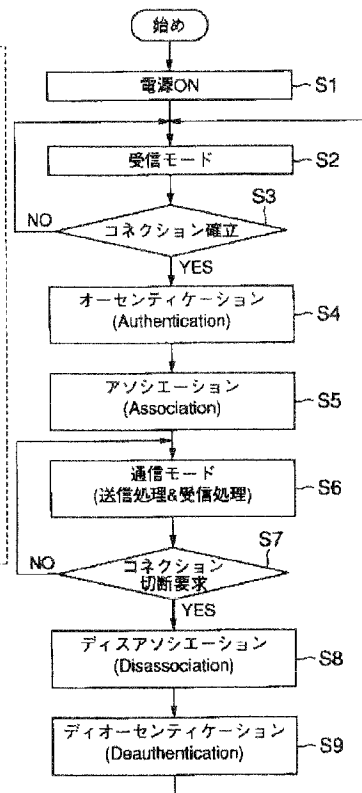 始め
電源ON
S1
受信モード
S2
コネクション確立
S3
NO
YES
オーセンティケーション
(Authentication)
S4
アソシエーション
(Association)
S5
通信モード
(送信処理&受信処理)
S6
コネクション
切断要求
S7
NO
YES
ディスアソシエーション
(Disassociation)
S8
ディオーセンティケーション
(Deauthentication)
S9